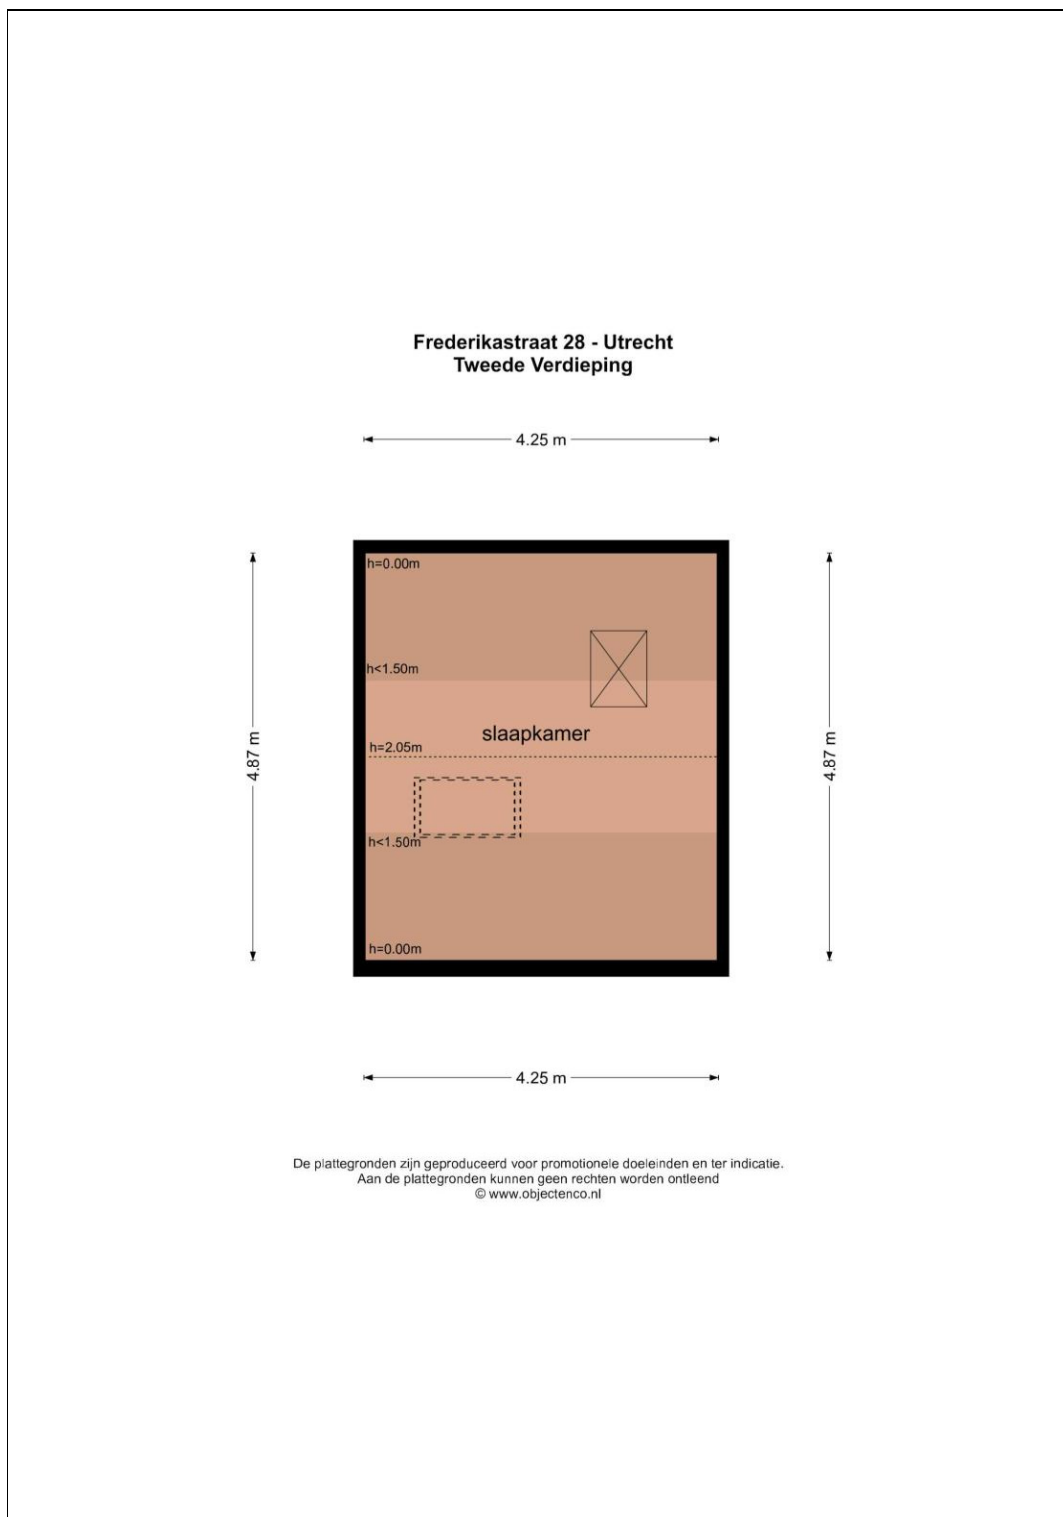 Frederikastraat 28 - Utrecht
Tweede Verdieping
4.25 m
h=0.00m
h<1.50m
slaapkamer
h=2.05m
4.87 m
4.87 m
h<1.50m
h=0.00m
4.25 m
De plattegronden zijn geproduceerd voor promotionele doeleinden en ter indicatie.
Aan de plattegronden kunnen geen rechten worden ontleend
© www.objectenco.nl